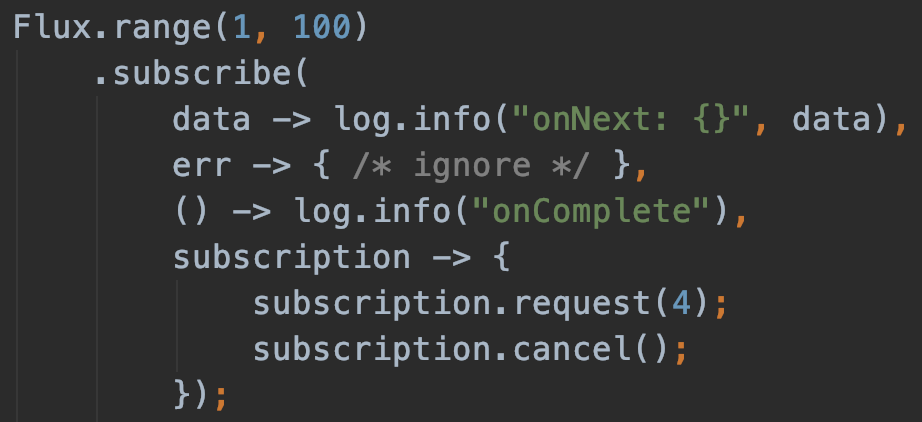 Flux.range(1, 100)
.subscribe(
data -> log.info("onNext: {}", data),
err -> { /* ignore */ },
() -> log.info("onComplete"),
subscription -> {
subscription.request(4);
subscription.cancel();
});